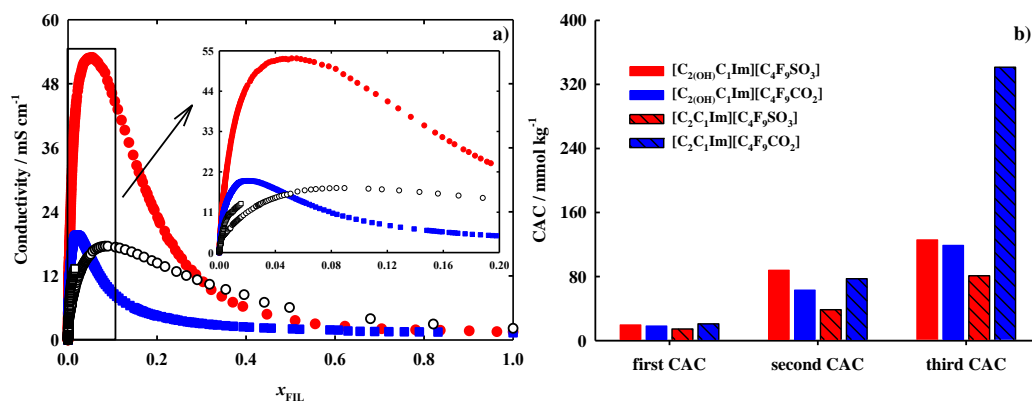 a)
60
48
36
24
12
0
Conductivity / mS cm⁻¹
0.0
0.2
0.4
0.6
0.8
1.0
x_FIL
55
44
33
22
11
0
0.00
0.04
0.08
0.12
0.16
0.20
b)
400
320
240
160
80
0
CAC / mmol kg⁻¹
[C₂(OH)C₁Im][C₄F₉SO₃]
[C₂(OH)C₁Im][C₄F₉CO₂]
[C₂C₁Im][C₄F₉SO₃]
[C₂C₁Im][C₄F₉CO₂]
first CAC
second CAC
third CAC